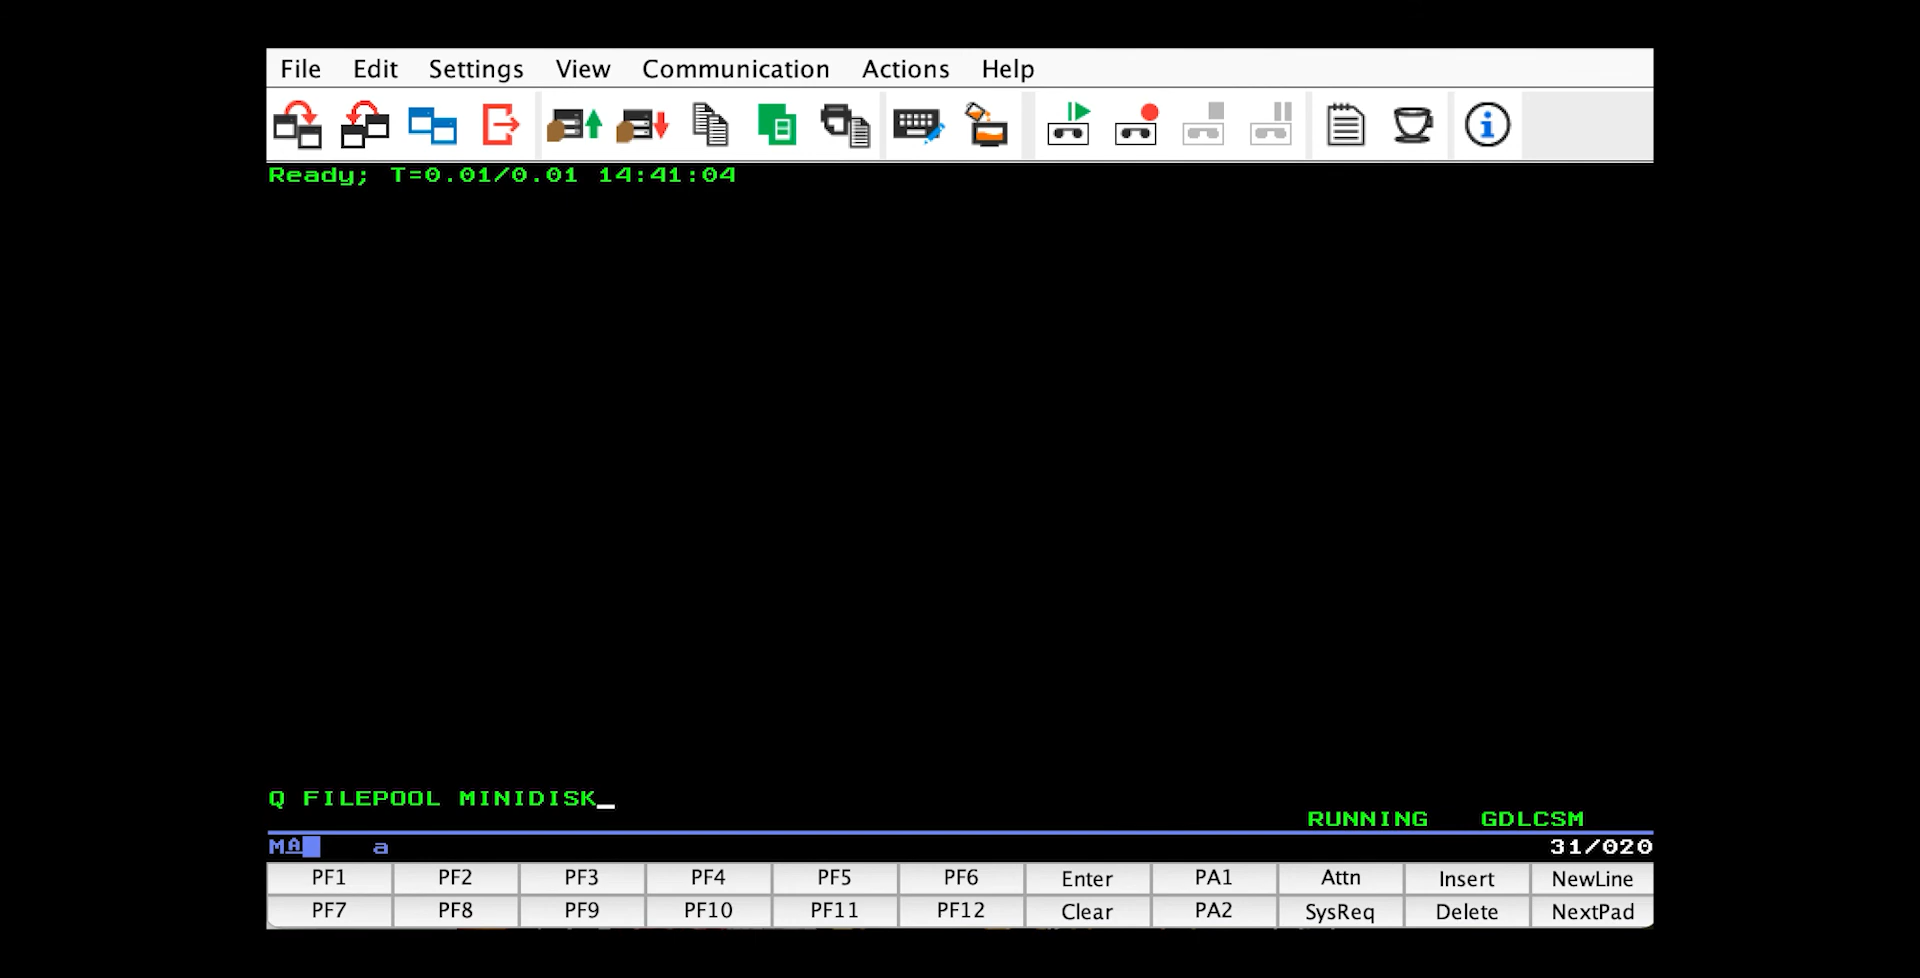 File Edit Settings View Communication Actions Help
Ready; T=0.01/0.01 14:41:04
Q FILEPOOL MINIDISK_
RUNNING GDLCSM
MA a 31/020
PF1 PF2 PF3 PF4 PF5 PF6 Enter PA1 Attn Insert NewLine
PF7 PF8 PF9 PF10 PF11 PF12 Clear PA2 SysReq Delete NextPad